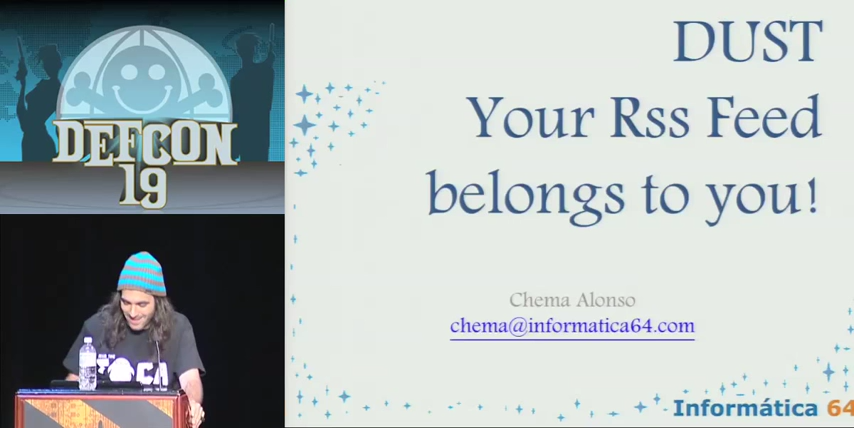 DEFCON
19
DUST
Your Rss Feed
belongs to you!
Chema Alonso
chema@informatica64.com
Informática 64